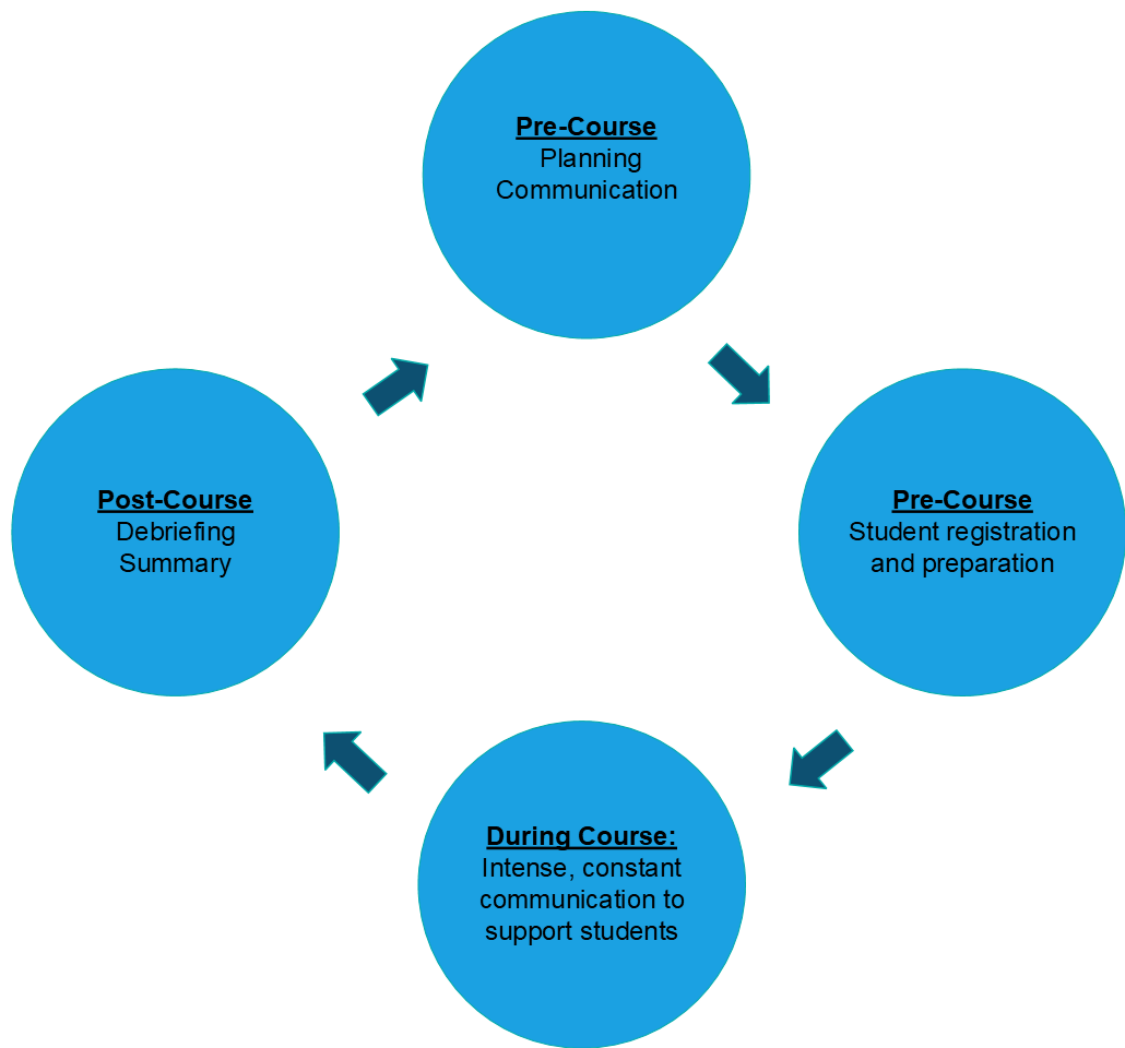 Pre-Course
Planning
Communication
Pre-Course
Student registration
and preparation
During Course:
Intense, constant
communication to
support students
Post-Course
Debriefing
Summary